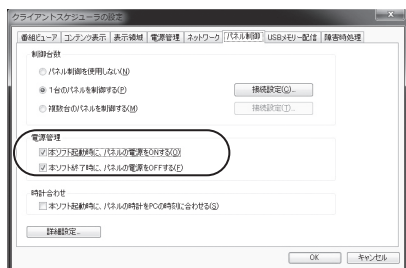 クライアントスケジューラの設定
番組ビューア コンテンツ表示 表示領域 電源管理 ネットワーク パネル制御 USBメモリー配信 障害時処理
制御台数
パネル制御を使用しない(N)
1台のパネルを制御する(P) 接続設定(C)...
複数台のパネルを制御する(M) 接続設定(T)...
電源管理
本ソフト起動時に、パネルの電源をONする(O)
本ソフト終了時に、パネルの電源をOFFする(F)
時計合わせ
本ソフト起動時に、パネルの時計をPCの時刻に合わせる(S)
詳細設定...
OK キャンセル